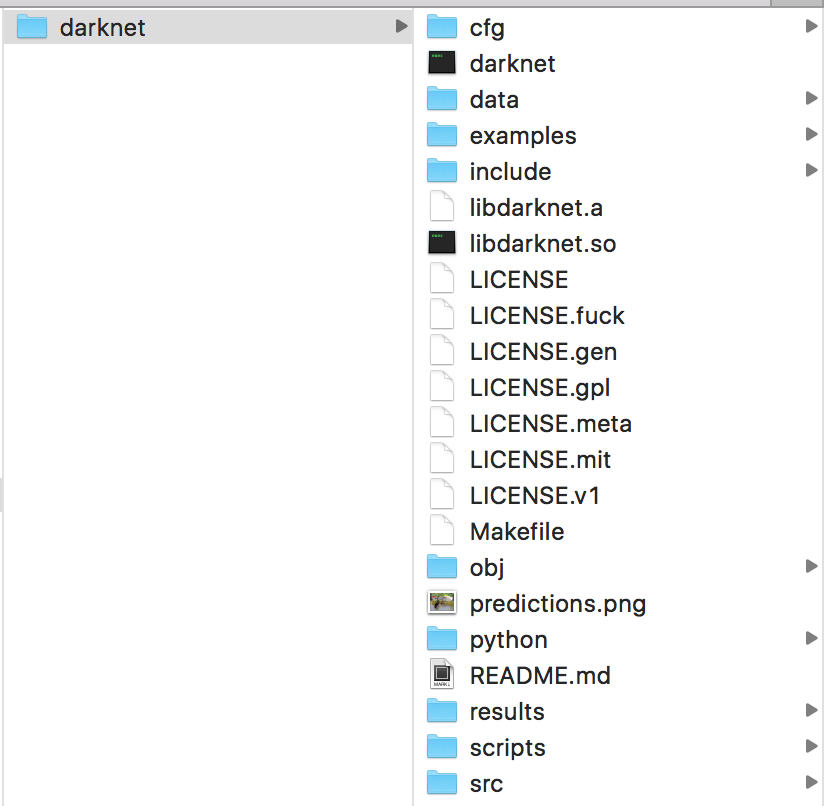 darknet
cfg
darknet
data
examples
include
libdarknet.a
libdarknet.so
LICENSE
LICENSE.fuck
LICENSE.gen
LICENSE.gpl
LICENSE.meta
LICENSE.mit
LICENSE.v1
Makefile
obj
predictions.png
python
README.md
results
scripts
src